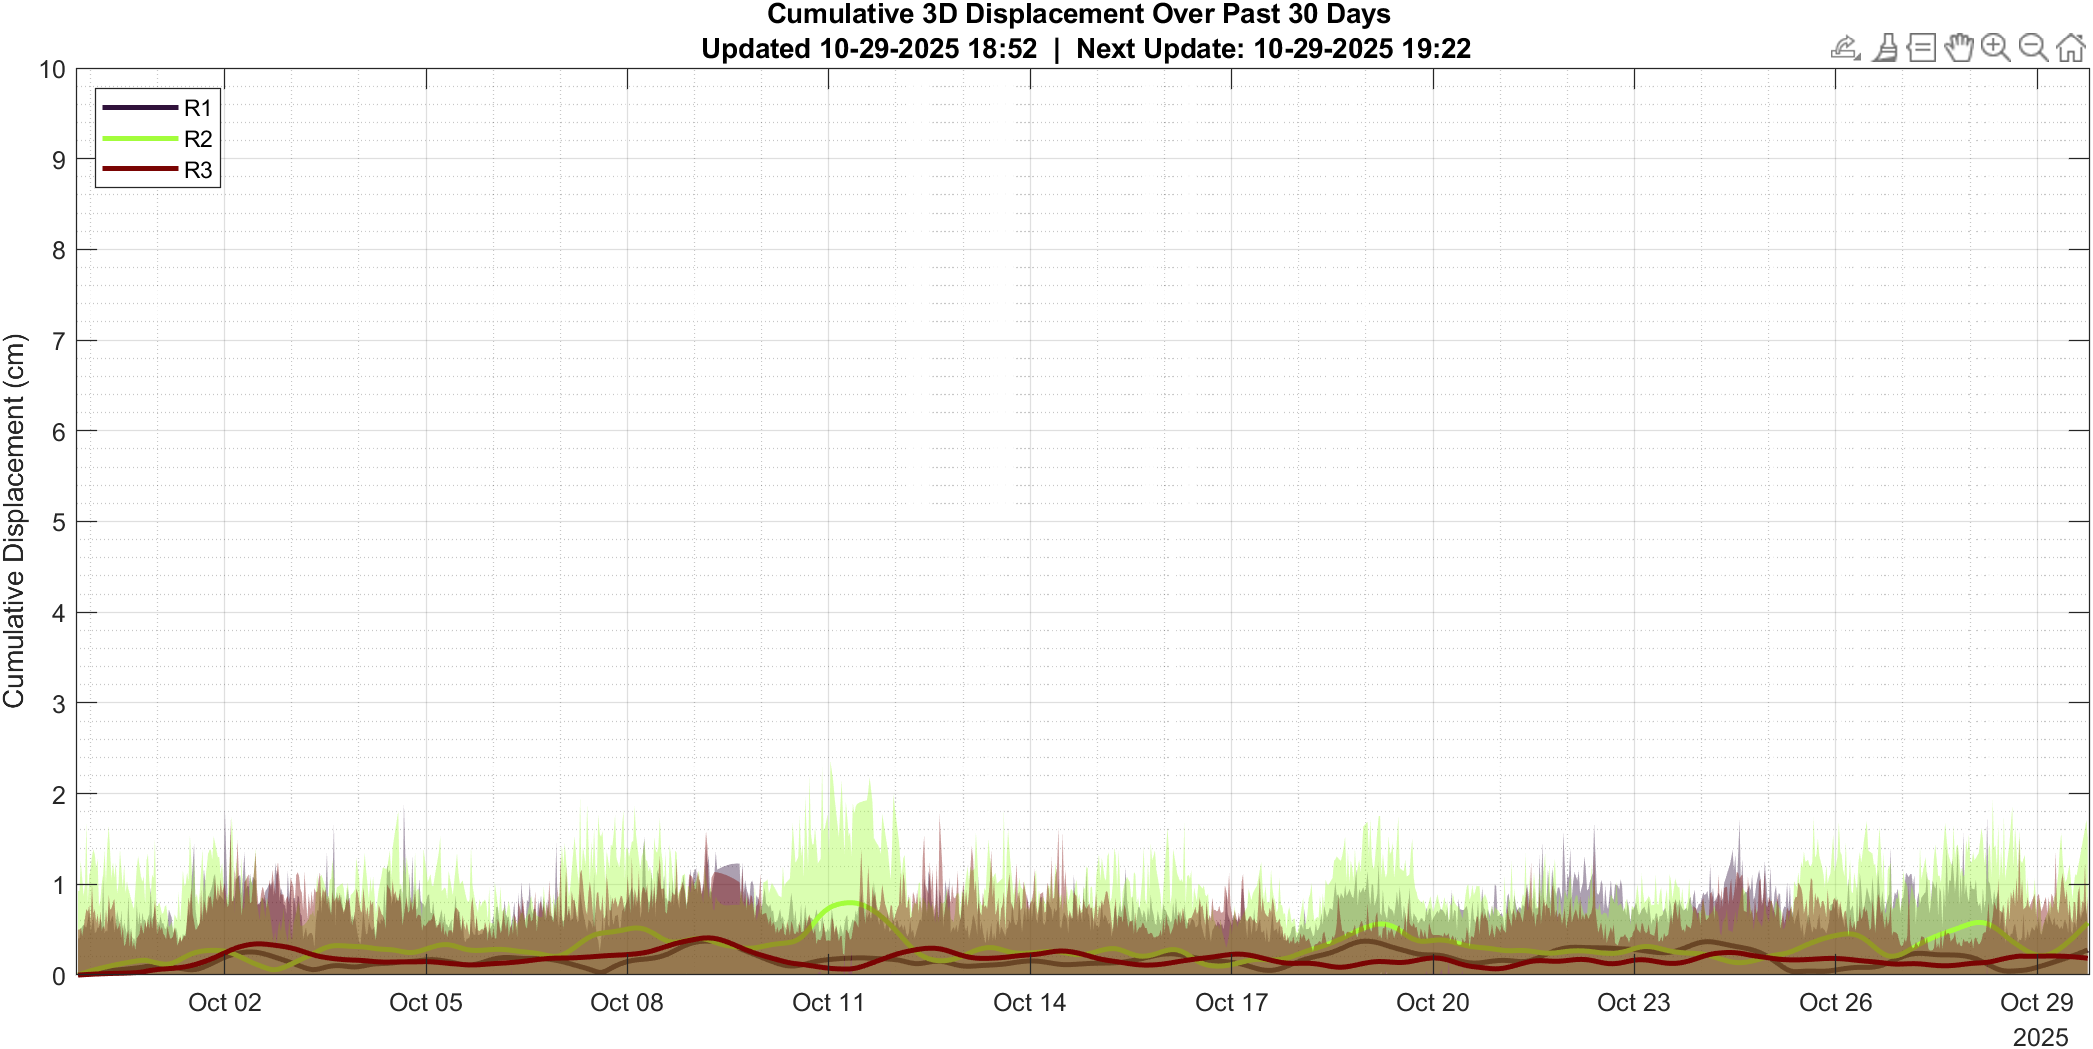 Cumulative 3D Displacement Over Past 30 Days
Updated 10-29-2025 18:52 | Next Update: 10-29-2025 19:22
R1
R2
R3
Cumulative Displacement (cm)
10
9
8
7
6
5
4
3
2
1
0
Oct 02 Oct 05 Oct 08 Oct 11 Oct 14 Oct 17 Oct 20 Oct 23 Oct 26 Oct 29
2025